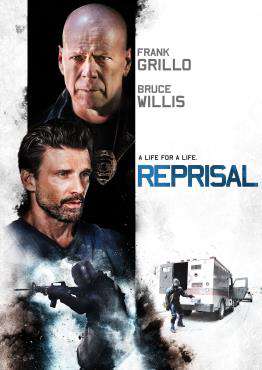 FRANK
GRILLO
BRUCE
WILLIS
A LIFE FOR A LIFE.
REPRISAL